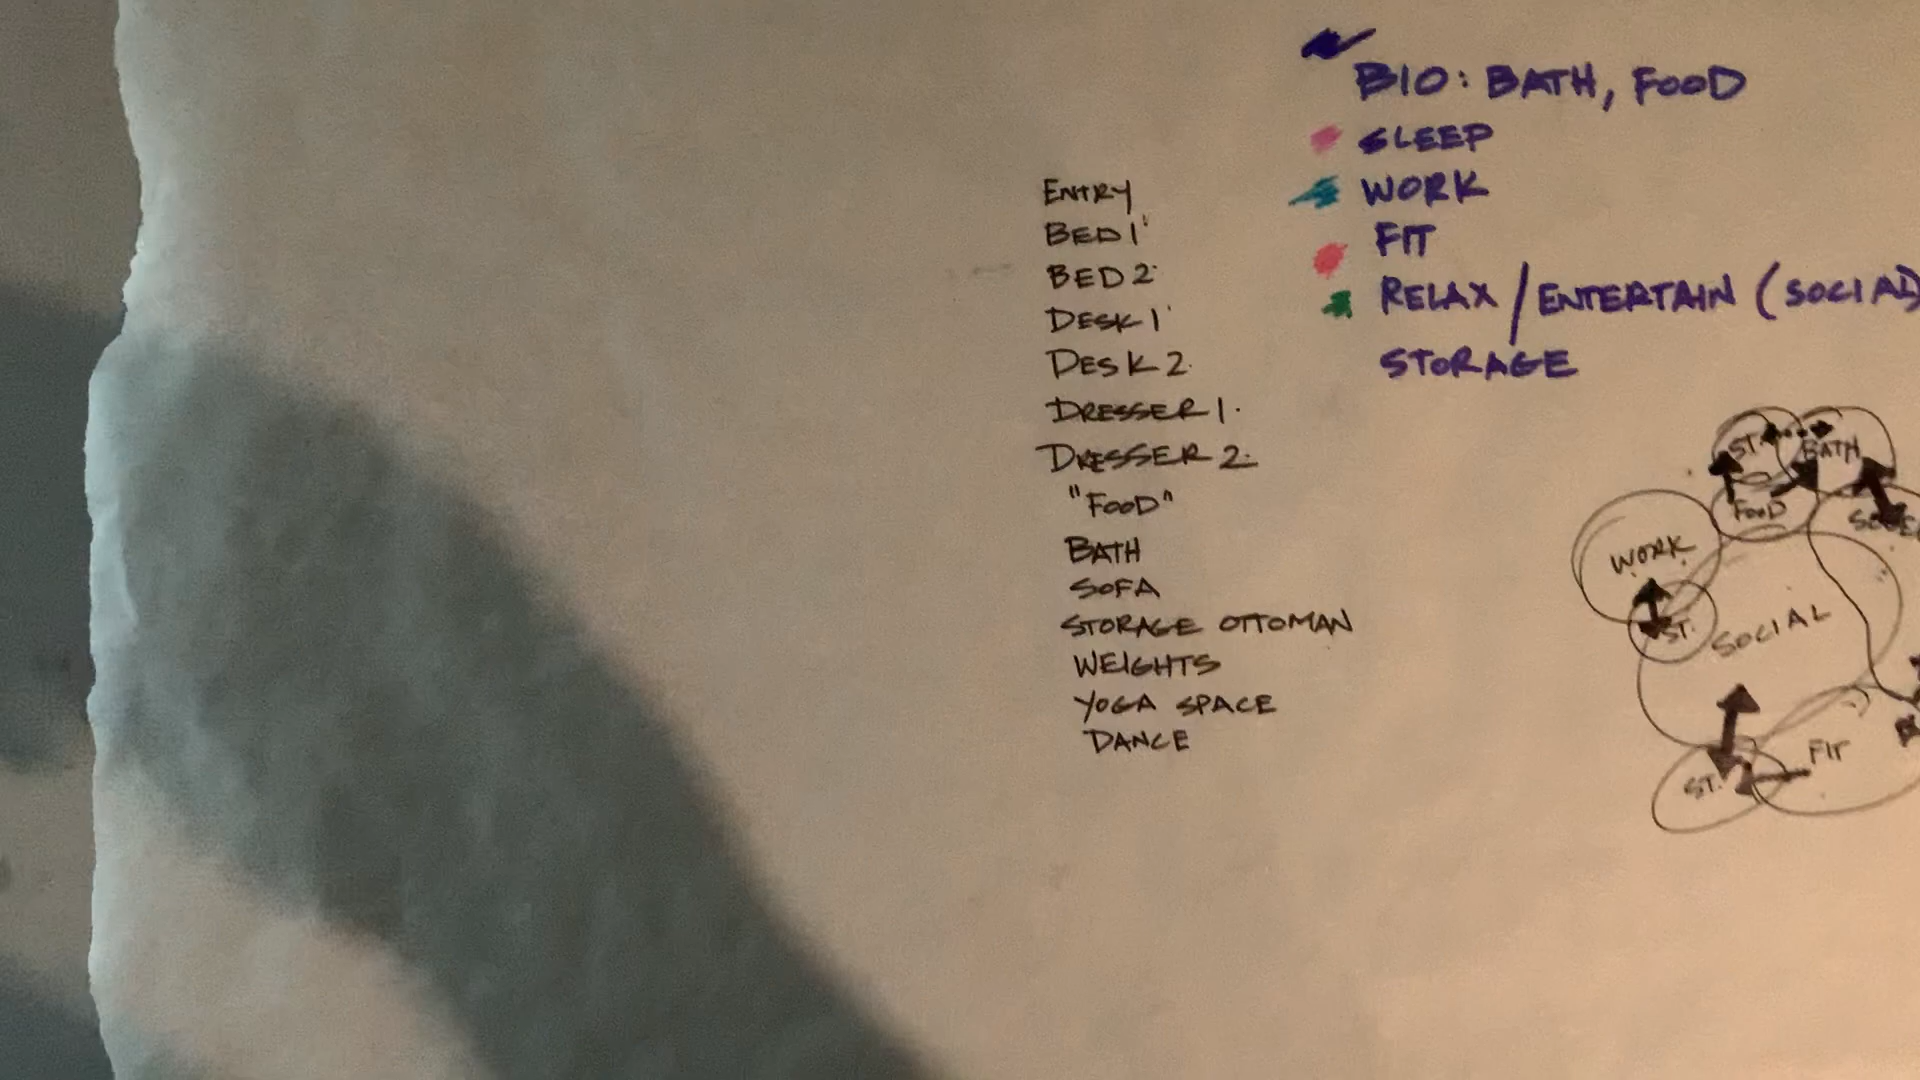 BIO: BATH, FOOD
SLEEP
WORK
FIT
RELAX / ENTERTAIN (SOCIAL)
STORAGE
ENTRY
BED 1
BED 2
DESK 1
DESK 2
DRESSER 1
DRESSER 2
"FOOD"
BATH
SOFA
STORAGE OTTOMAN
WEIGHTS
YOGA SPACE
DANCE
ST.
BATH
FOOD
WORK
ST.
SOCIAL
FIT
ST.